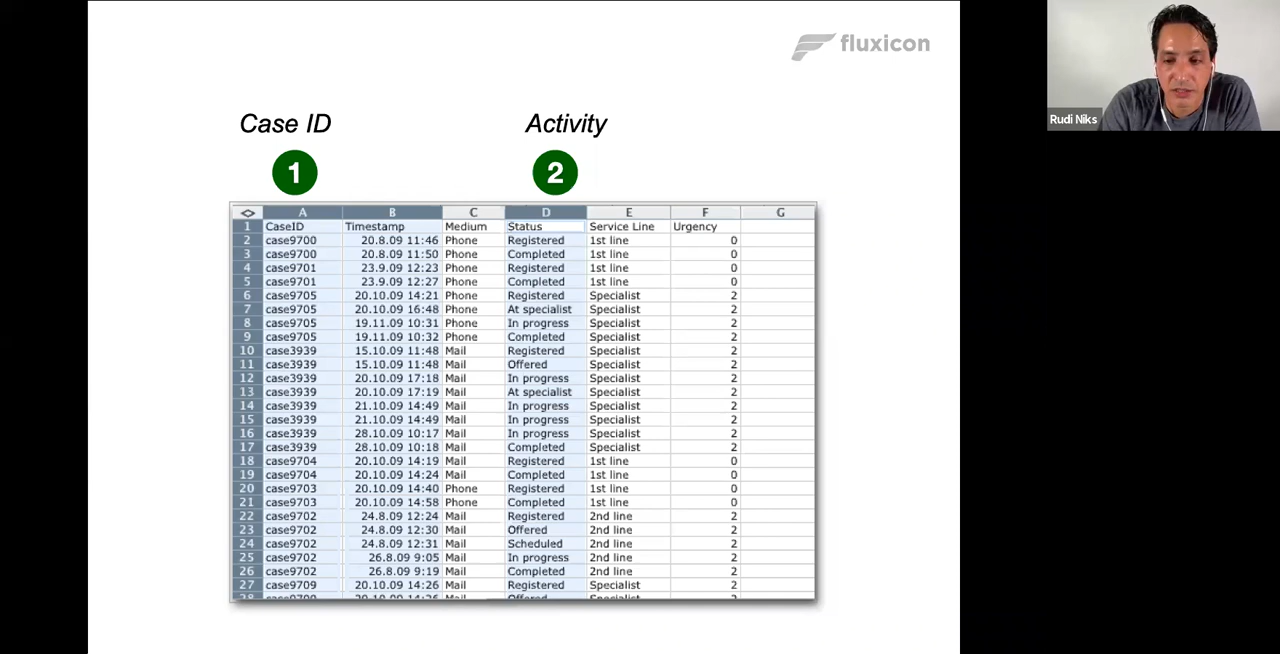 fluxicon
Rudi Niks
Case ID Activity
1 2
A B C D E F G
1 CaseID Timestamp Medium Status Service Line Urgency
2 case9700 20.8.09 11:46 Phone Registered 1st line 0
3 case9700 20.8.09 11:50 Phone Completed 1st line 0
4 case9701 23.9.09 12:23 Phone Registered 1st line 0
5 case9701 23.9.09 12:27 Phone Completed 1st line 0
6 case9705 20.10.09 14:21 Phone Registered Specialist 2
7 case9705 20.10.09 16:48 Phone At specialist Specialist 2
8 case9705 19.11.09 10:31 Phone In progress Specialist 2
9 case9705 19.11.09 10:32 Phone Completed Specialist 2
10 case3939 15.10.09 11:48 Mail Registered Specialist 2
11 case3939 15.10.09 11:48 Mail Offered Specialist 2
12 case3939 20.10.09 17:18 Mail In progress Specialist 2
13 case3939 20.10.09 17:19 Mail At specialist Specialist 2
14 case3939 21.10.09 14:49 Mail In progress Specialist 2
15 case3939 21.10.09 14:49 Mail In progress Specialist 2
16 case3939 28.10.09 10:17 Mail In progress Specialist 2
17 case3939 28.10.09 10:18 Mail Completed Specialist 2
18 case9704 20.10.09 14:19 Mail Registered 1st line 0
19 case9704 20.10.09 14:24 Mail Completed 1st line 0
20 case9703 20.10.09 14:40 Phone Registered 1st line 0
21 case9703 20.10.09 14:58 Phone Completed 1st line 0
22 case9702 24.8.09 12:24 Mail Registered 2nd line 2
23 case9702 24.8.09 12:30 Mail Offered 2nd line 2
24 case9702 24.8.09 12:31 Mail Scheduled 2nd line 2
25 case9702 26.8.09 9:05 Mail In progress 2nd line 2
26 case9702 26.8.09 9:19 Mail Completed 2nd line 2
27 case9709 20.10.09 14:26 Mail Registered Specialist 2